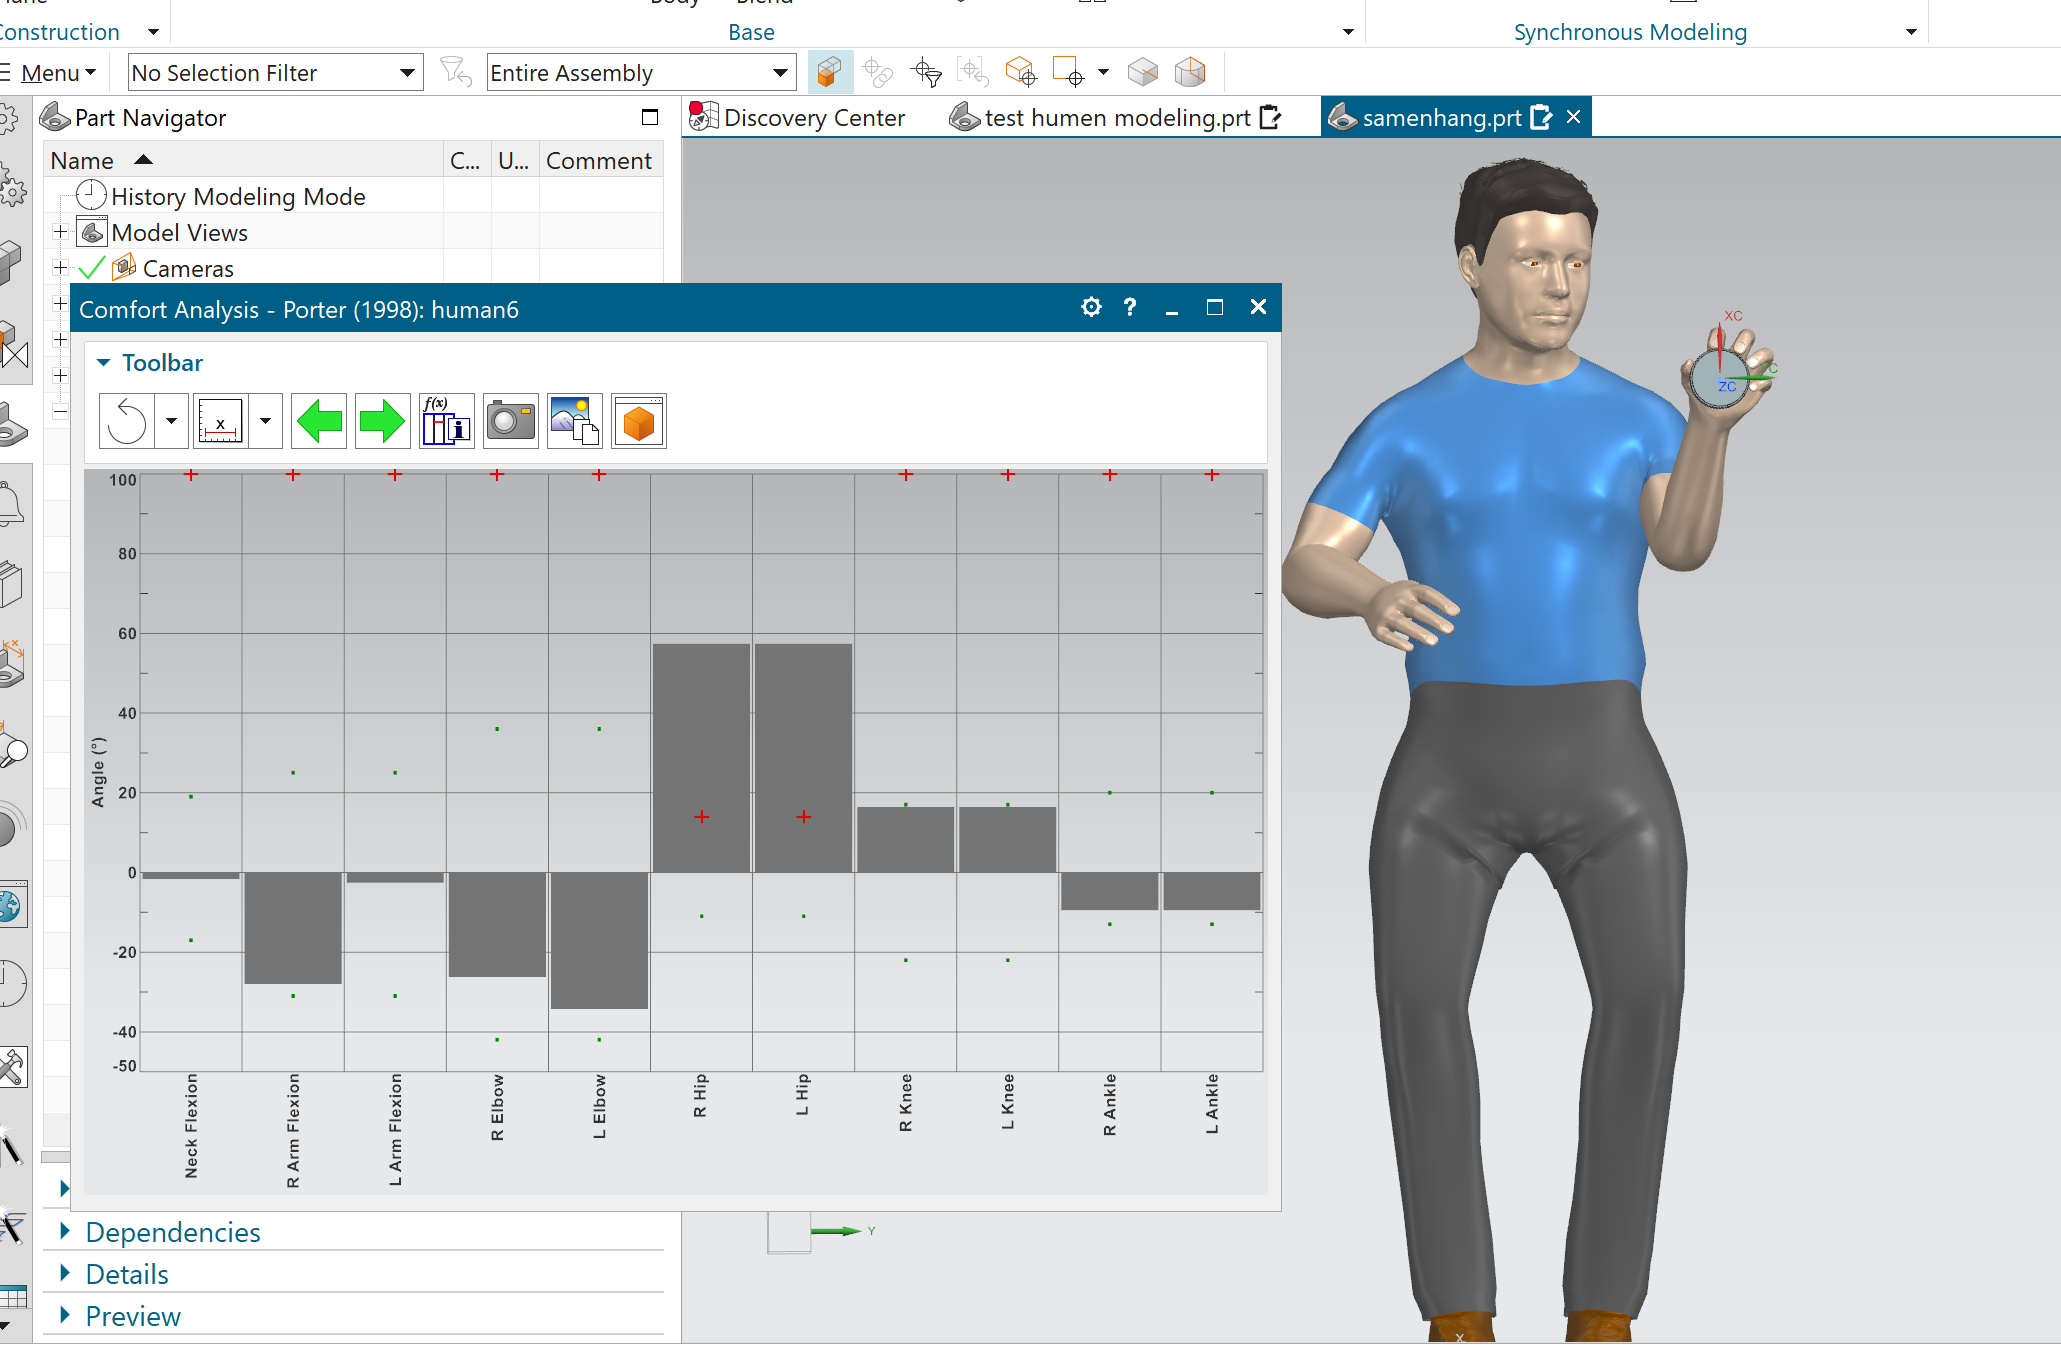 Construction
Base
Synchronous Modeling
Menu
No Selection Filter
Entire Assembly
Part Navigator
Discovery Center
test humen modeling.prt
samenhang.prt
Name
C...
U...
Comment
History Modeling Mode
Model Views
Cameras
Comfort Analysis - Porter (1998): human6
Toolbar
f(x)
x
i
100
80
60
40
20
0
-20
-40
-50
Angle (°)
Neck Flexion
R Arm Flexion
L Arm Flexion
R Elbow
L Elbow
R Hip
L Hip
R Knee
L Knee
R Ankle
L Ankle
XC
YC
ZC
Y
X
Dependencies
Details
Preview